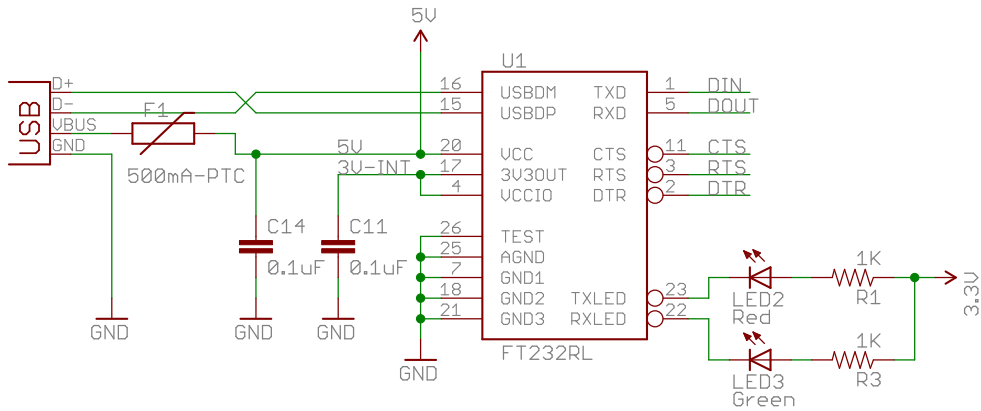 5V
U1
USB
D+
D-
VBUS
GND
F1
500mA-PTC
5V
3V-INT
C14
0.1uF
C11
0.1uF
GND
GND
GND
GND
16
15
20
17
4
26
25
7
18
21
USBDM
USBDP
VCC
3V3OUT
VCCIO
TEST
AGND
GND1
GND2
GND3
TXD
RXD
CTS
RTS
DTR
TXLED
RXLED
FT232RL
1
5
11
3
2
23
22
DIN
DOUT
CTS
RTS
DTR
LED2
Red
1K
R1
LED3
Green
1K
R3
3.3V